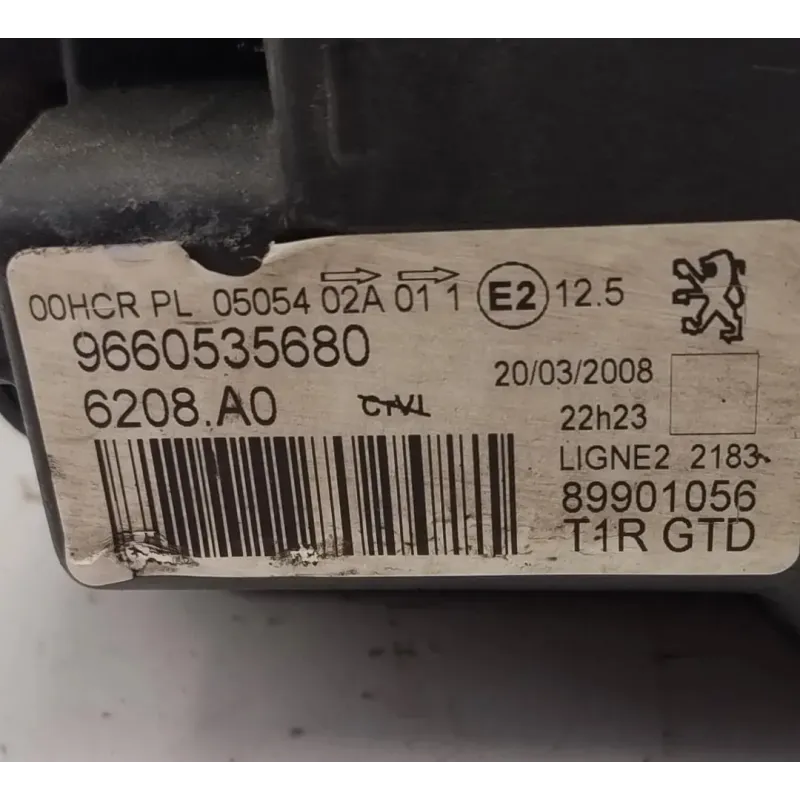 00HCR PL 05054 02A 01 1 E2 12.5
9660535680
20/03/2008
6208.A0
22h23
LIGNE2 2183
89901056
T1R GTD